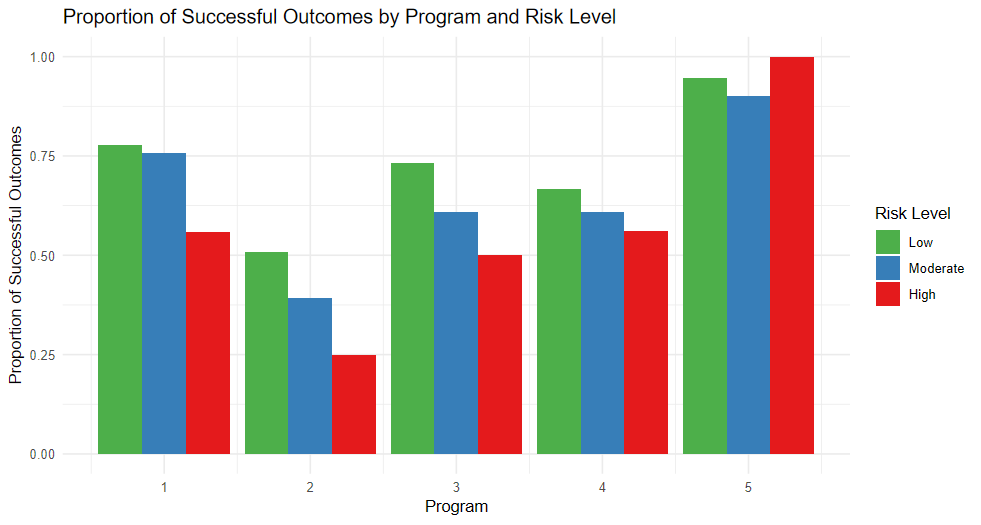 Proportion of Successful Outcomes by Program and Risk Level
Proportion of Successful Outcomes
1.00
0.75
0.50
0.25
0.00
1 2 3 4 5
Program
Risk Level
Low
Moderate
High